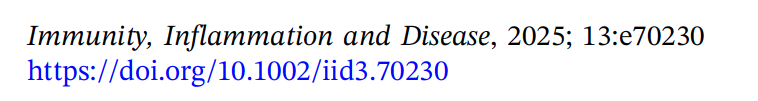 Immunity, Inflammation and Disease, 2025; 13:e70230
https://doi.org/10.1002/iid3.70230